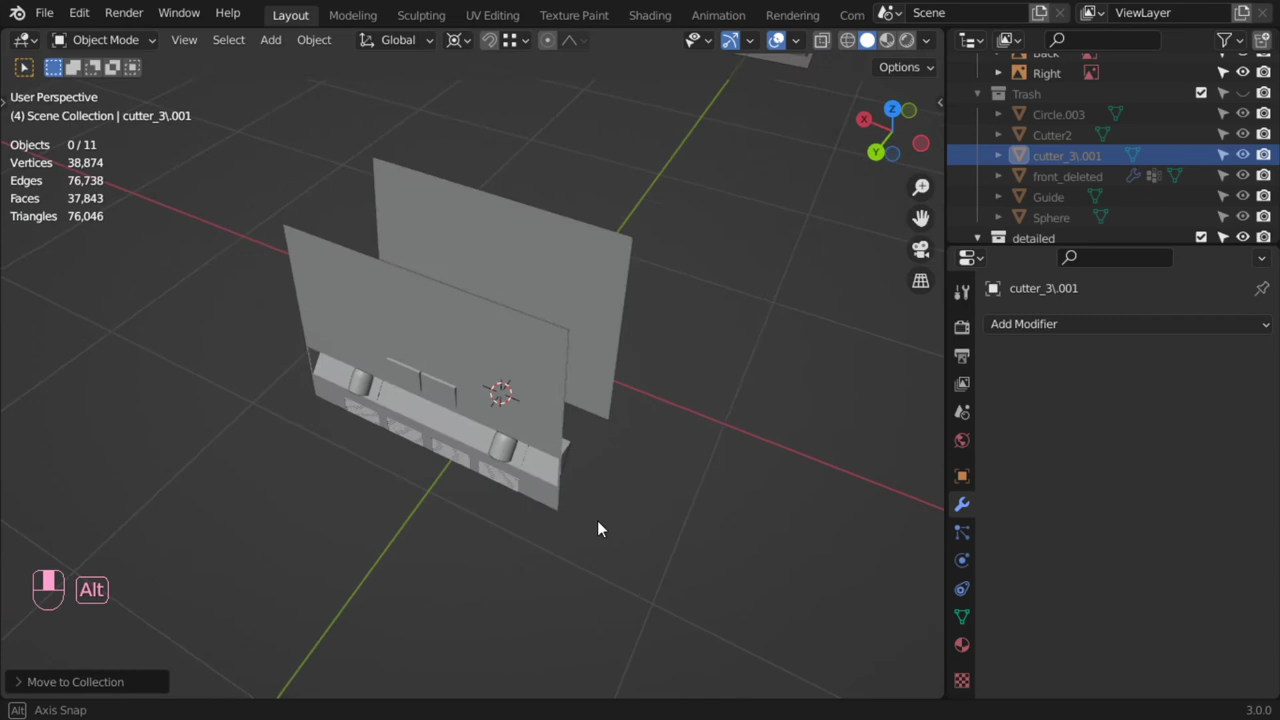 File Edit Render Window Help Layout Modeling Sculpting UV Editing Texture Paint Shading Animation Rendering Com Scene ViewLayer
Object Mode View Select Add Object Global
Options
User Perspective
(4) Scene Collection | cutter_3\.001
Objects 0 / 11
Vertices 38,874
Edges 76,738
Faces 37,843
Triangles 76,046
X
Y
Z
Back
Right
Trash
Circle.003
Cutter2
cutter_3\.001
front_deleted
Guide
Sphere
detailed
cutter_3\.001
Add Modifier
Alt
Move to Collection
Alt Axis Snap 3.0.0